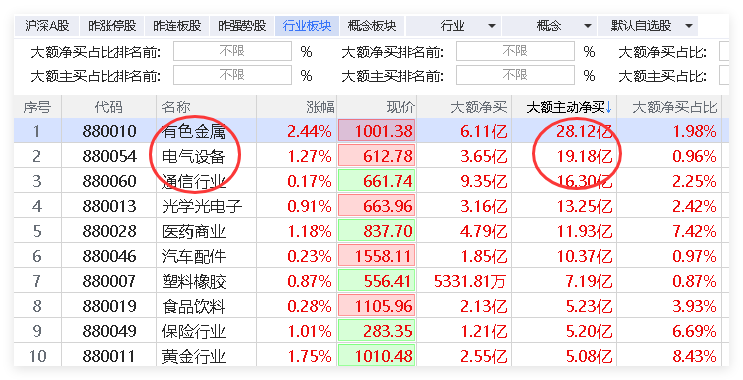 沪深A股 昨涨停股 昨连板股 昨强势股 行业板块 概念板块 行业 概念 默认自选股
大额净买占比排名前: 不限 % 大额净买排名前: 不限 % 大额净买占比:
大额主买占比排名前: 不限 % 大额主买排名前: 不限 % 大额主买占比:
序号 代码 名称 涨幅 现价 大额净买 大额主动净买↓ 大额净买占比
1 880010 有色金属 2.44% 1001.38 6.11亿 28.12亿 1.98%
2 880054 电气设备 1.27% 612.78 3.65亿 19.18亿 0.96%
3 880060 通信行业 0.17% 661.74 9.35亿 16.30亿 2.25%
4 880013 光学光电子 0.91% 663.96 3.16亿 13.25亿 2.42%
5 880028 医药商业 1.18% 837.70 4.79亿 11.93亿 7.42%
6 880046 汽车配件 0.23% 1558.11 1.85亿 10.37亿 0.97%
7 880007 塑料橡胶 0.87% 556.41 5331.81万 7.19亿 0.87%
8 880019 食品饮料 0.28% 1105.96 2.13亿 5.23亿 3.93%
9 880049 保险行业 1.01% 283.35 1.21亿 5.20亿 6.69%
10 880011 黄金行业 1.75% 1010.48 2.55亿 5.08亿 8.43%